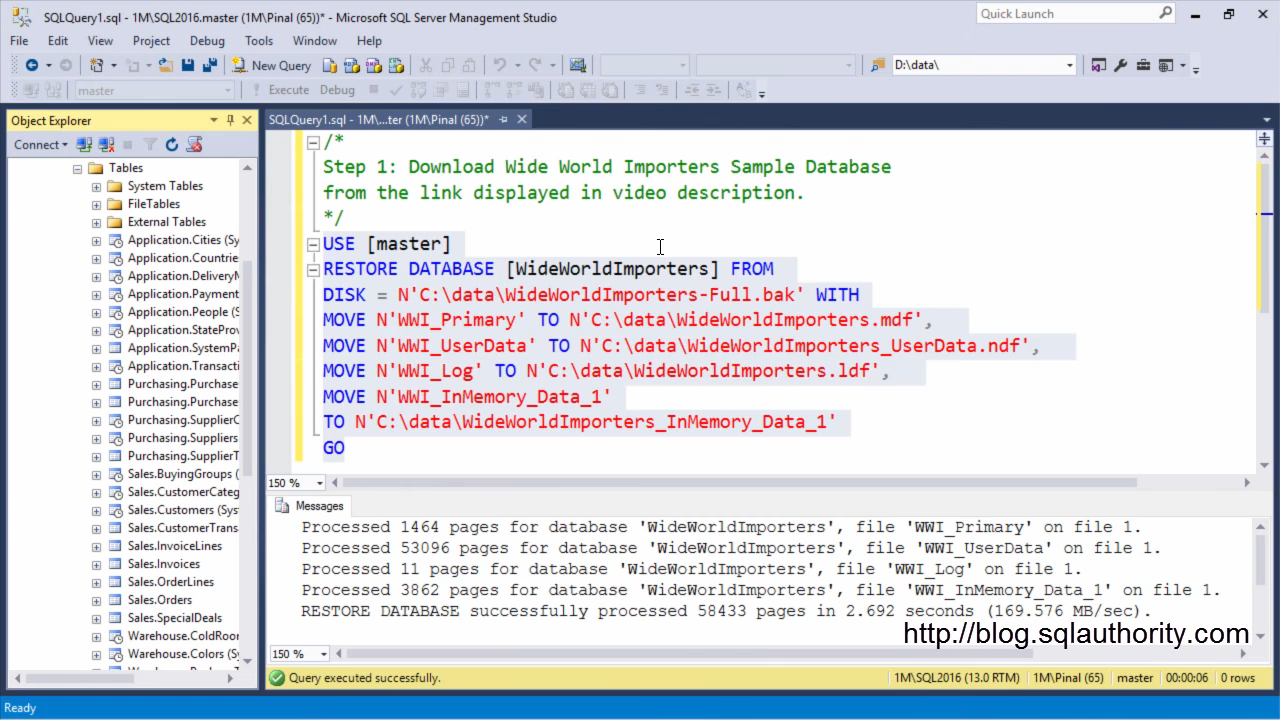 SQLQuery1.sql - 1M\SQL2016.master (1M\Pinal (65))* - Microsoft SQL Server Management Studio
Quick Launch
File Edit View Project Debug Tools Window Help
New Query
D:\data\
master
Execute Debug
Object Explorer
Connect
Tables
System Tables
FileTables
External Tables
Application.Cities (Sy
Application.Countrie
Application.DeliveryM
Application.Payment
Application.People (S
Application.StateProv
Application.SystemPa
Application.Transacti
Purchasing.Purchase
Purchasing.Purchase
Purchasing.SupplierC
Purchasing.Suppliers
Purchasing.SupplierT
Sales.BuyingGroups (
Sales.CustomerCateg
Sales.Customers (Sys
Sales.CustomerTrans
Sales.InvoiceLines
Sales.Invoices
Sales.OrderLines
Sales.Orders
Sales.SpecialDeals
Warehouse.ColdRoon
Warehouse.Colors (Sy
SQLQuery1.sql - 1M\...ter (1M\Pinal (65))*
/*
Step 1: Download Wide World Importers Sample Database
from the link displayed in video description.
*/
USE [master]
RESTORE DATABASE [WideWorldImporters] FROM
DISK = N'C:\data\WideWorldImporters-Full.bak' WITH
MOVE N'WWI_Primary' TO N'C:\data\WideWorldImporters.mdf',
MOVE N'WWI_UserData' TO N'C:\data\WideWorldImporters_UserData.ndf',
MOVE N'WWI_Log' TO N'C:\data\WideWorldImporters.ldf',
MOVE N'WWI_InMemory_Data_1'
TO N'C:\data\WideWorldImporters_InMemory_Data_1'
GO
150 %
Messages
Processed 1464 pages for database 'WideWorldImporters', file 'WWI_Primary' on file 1.
Processed 53096 pages for database 'WideWorldImporters', file 'WWI_UserData' on file 1.
Processed 11 pages for database 'WideWorldImporters', file 'WWI_Log' on file 1.
Processed 3862 pages for database 'WideWorldImporters', file 'WWI_InMemory_Data_1' on file 1.
RESTORE DATABASE successfully processed 58433 pages in 2.692 seconds (169.576 MB/sec).
http://blog.sqlauthority.com
150 %
Query executed successfully.
1M\SQL2016 (13.0 RTM) 1M\Pinal (65) master 00:00:06 0 rows
Ready